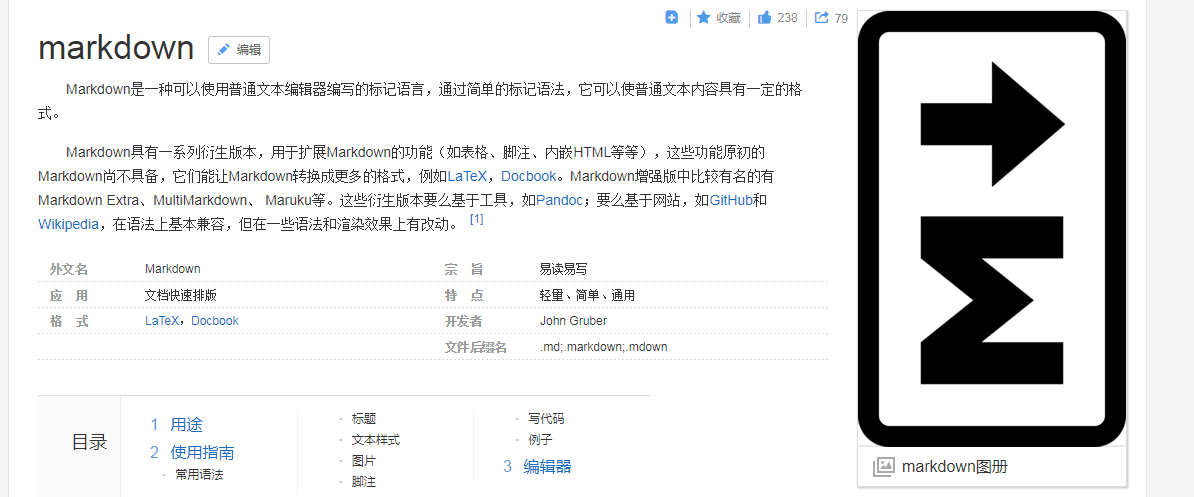 收藏 238 79
markdown 编辑
Markdown是一种可以使用普通文本编辑器编写的标记语言，通过简单的标记语法，它可以使普通文本内容具有一定的格
式。
Markdown具有一系列衍生版本，用于扩展Markdown的功能（如表格、脚注、内嵌HTML等等），这些功能原初的
Markdown尚不具备，它们能让Markdown转换成更多的格式，例如LaTeX，Docbook。Markdown增强版中比较有名的有
Markdown Extra、MultiMarkdown、 Maruku等。这些衍生版本要么基于工具，如Pandoc；要么基于网站，如GitHub和
Wikipedia，在语法上基本兼容，但在一些语法和渲染效果上有改动。 [1]
外文名 Markdown 宗 旨 易读易写
应 用 文档快速排版 特 点 轻量、简单、通用
格 式 LaTeX，Docbook 开发者 John Gruber
文件后缀名 .md;.markdown;.mdown
目录
1 用途
2 使用指南
- 常用语法
- 标题
- 文本样式
- 图片
- 脚注
- 写代码
- 例子
3 编辑器
M
markdown图册